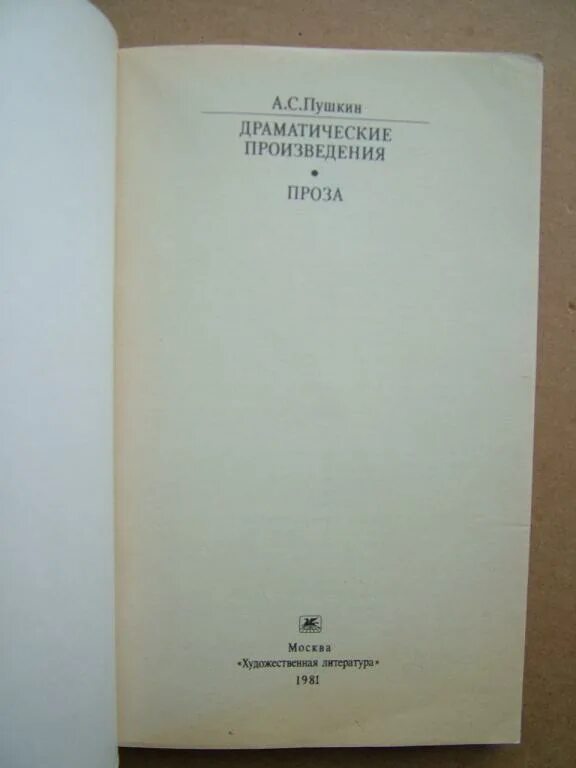 А.С.Пушкин
ДРАМАТИЧЕСКИЕ
ПРОИЗВЕДЕНИЯ
•
ПРОЗА
Москва
«Художественная литература»
1981